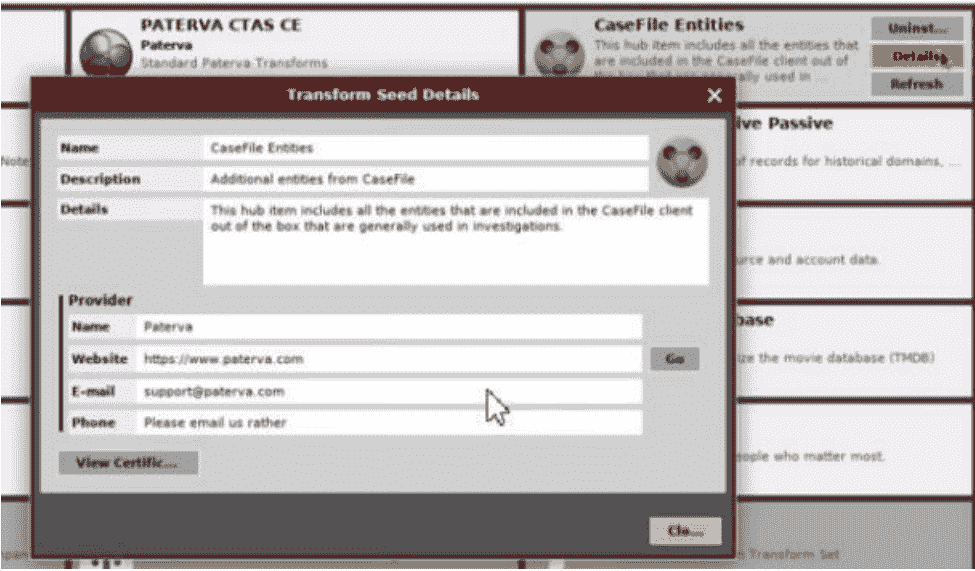 PATERVA CTAS CE
Paterva
Standard Paterva Transforms
CaseFile Entities
This hub item includes all the entities that
are included in the CaseFile client out of
Uninst...
Details
Refresh
Transform Seed Details
ive Passive
Note
of records for historical domains, ...
Name
CaseFile Entities
Description
Additional entities from CaseFile
Details
This hub item includes all the entities that are included in the CaseFile client
out of the box that are generally used in investigations.
urce and account data.
Provider
Name
Paterva
base
Website
https://www.paterva.com
Go
ize the movie database (TMDB)
E-mail
support@paterva.com
Phone
Please email us rather
View Certific...
eople who matter most.
Clo...
Transform Set